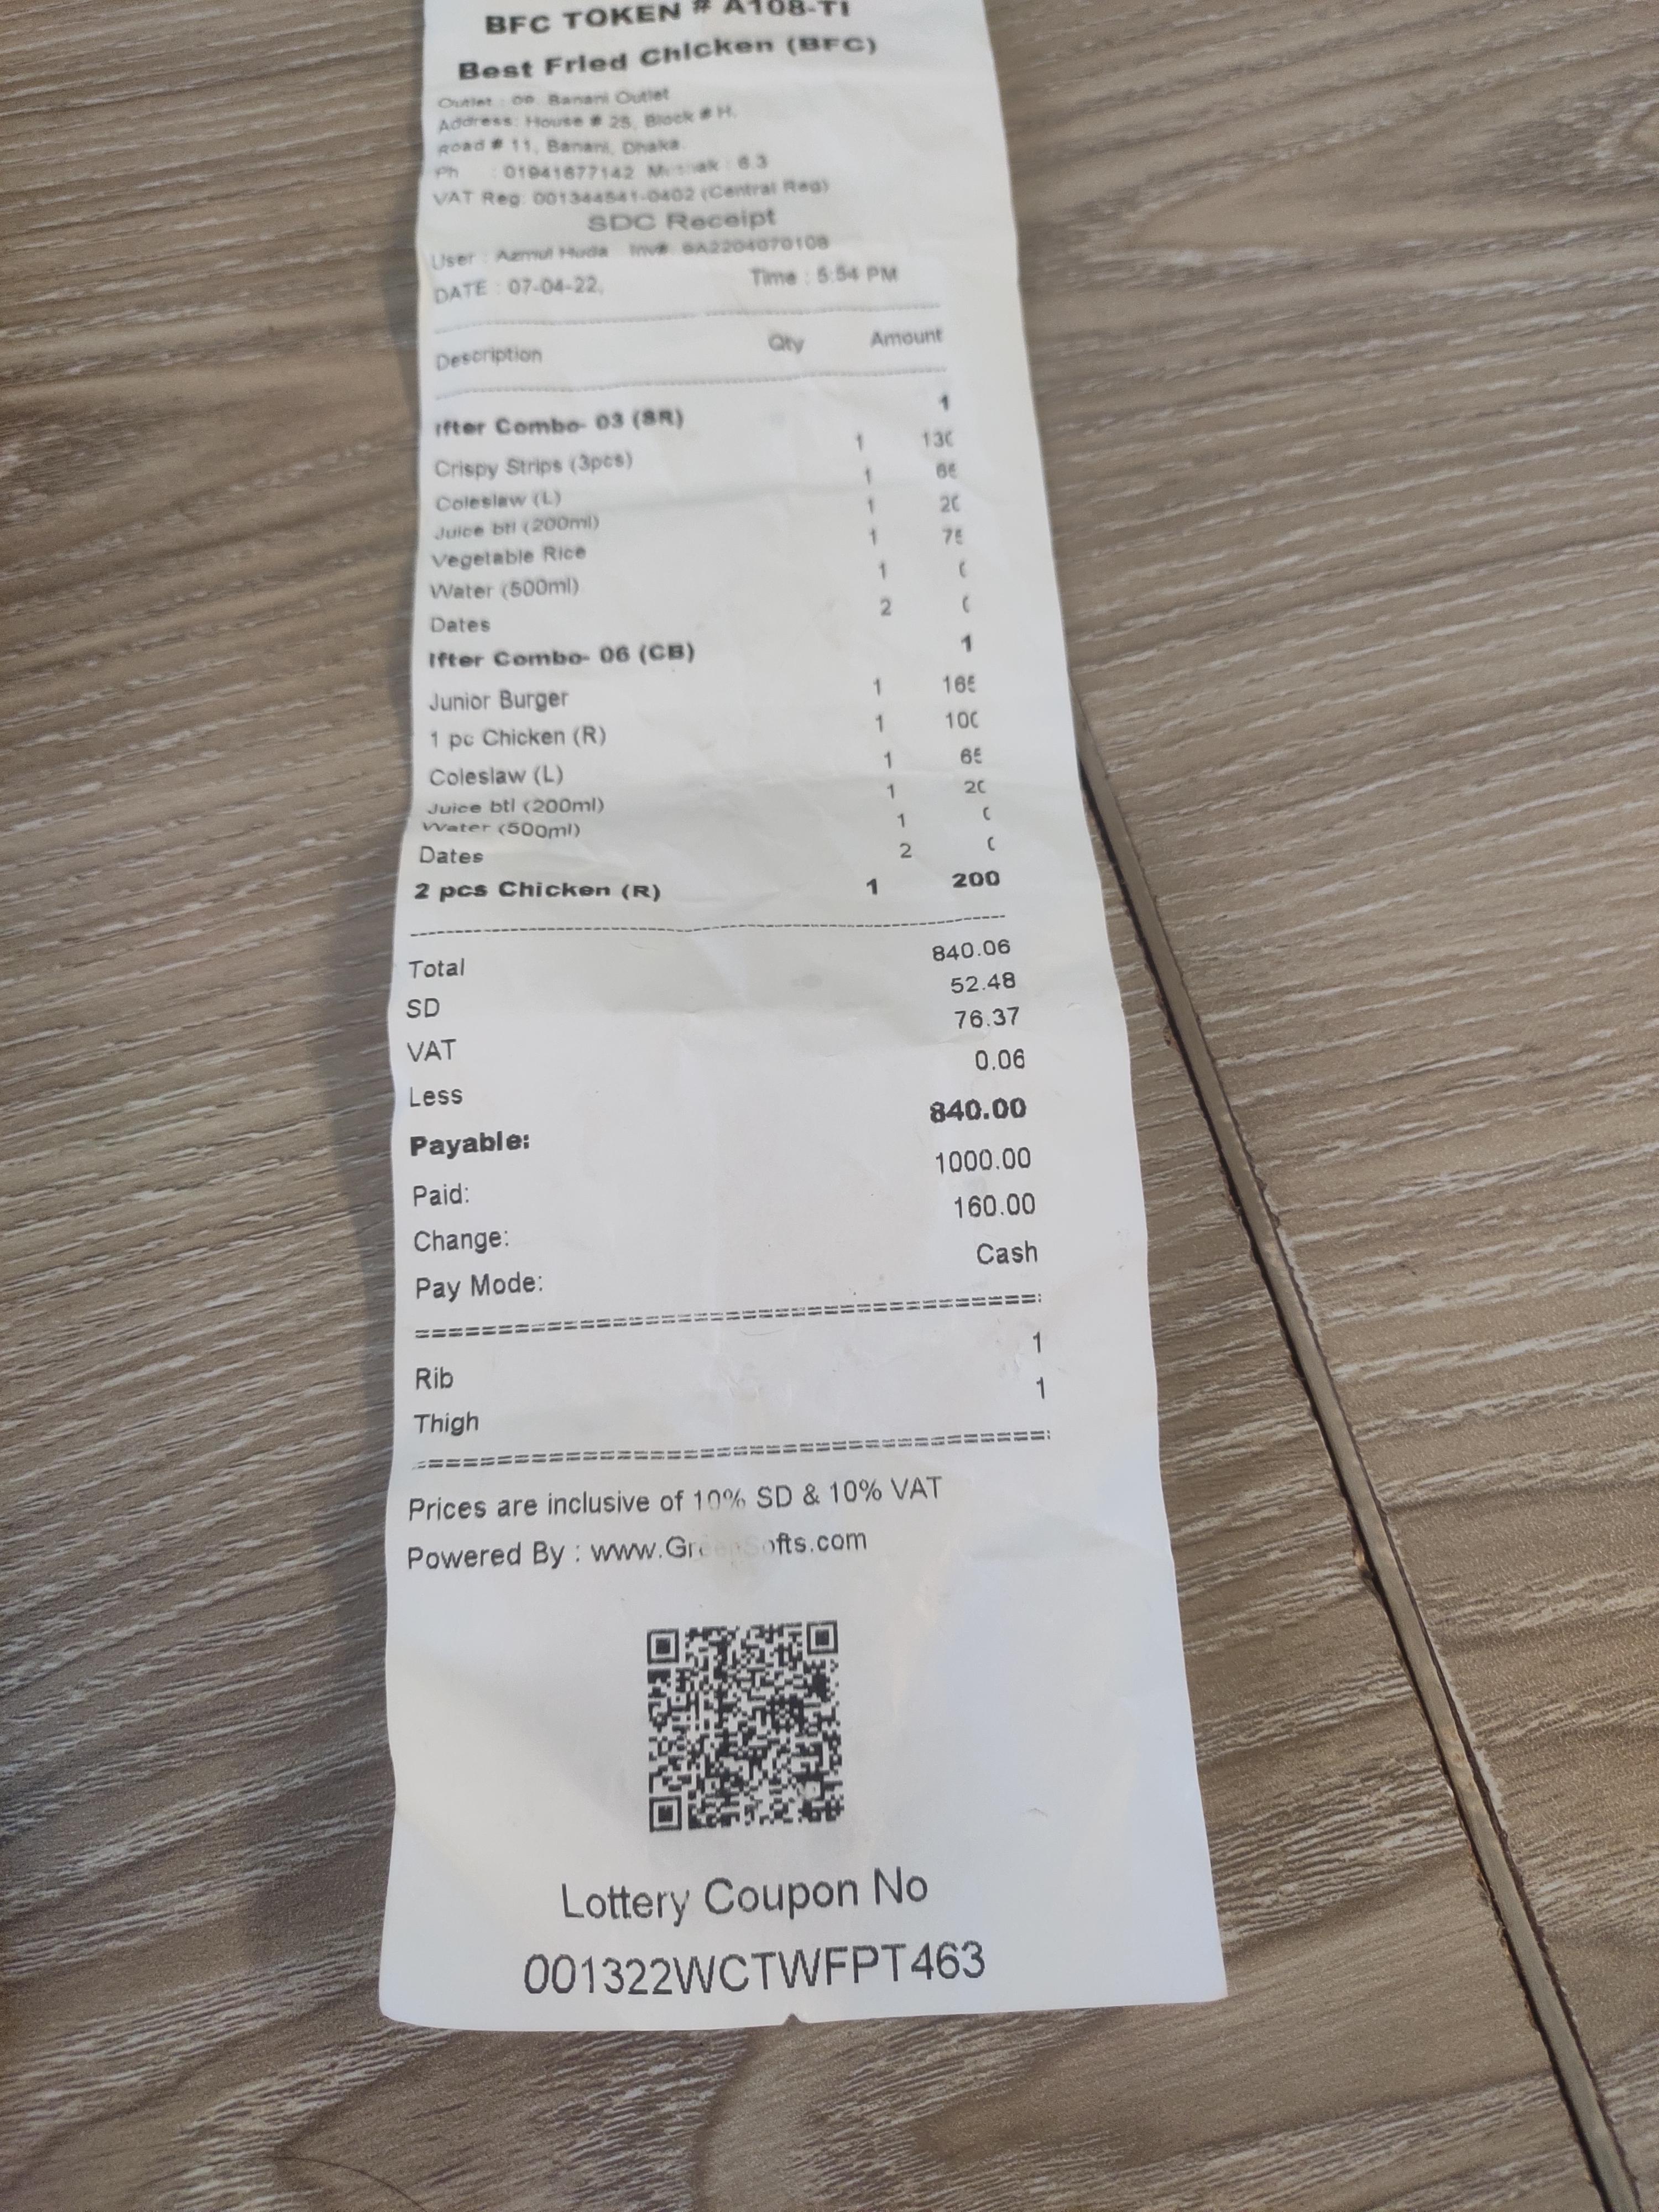 BFC TOKEN # A108-TI
Best Fried Chicken (BFC)
Outlet : 09. Banani Outlet
Address: House # 25, Block # H,
Road # 11, Banani, Dhaka.
Ph : 01941677142 : 6.3
VAT Reg: 001344541-0402 (Central Reg)
SDC Receipt
User : Azmul Huda Inv#: 9A2204070108
DATE : 07-04-22, Time : 5:54 PM
Description Qty Amount
Ifter Combo- 03 (SR) 1
Crispy Strips (3pcs) 1 130
Coleslaw (L) 1 65
Juice btl (200ml) 1 20
Vegetable Rice 1 75
Water (500ml) 1 0
Dates 2 0
Ifter Combo- 06 (CB) 1
Junior Burger 1 165
1 pc Chicken (R) 1 100
Coleslaw (L) 1 65
Juice btl (200ml) 1 20
Water (500ml) 1 0
Dates 2 0
2 pcs Chicken (R) 1 200
Total 840.06
SD 52.48
VAT 76.37
Less 0.06
Payable: 840.00
Paid: 1000.00
Change: 160.00
Pay Mode: Cash
Rib 1
Thigh 1
Prices are inclusive of 10% SD & 10% VAT
Powered By : www.GreenSofts.com
Lottery Coupon No
001322WCTWFPT463